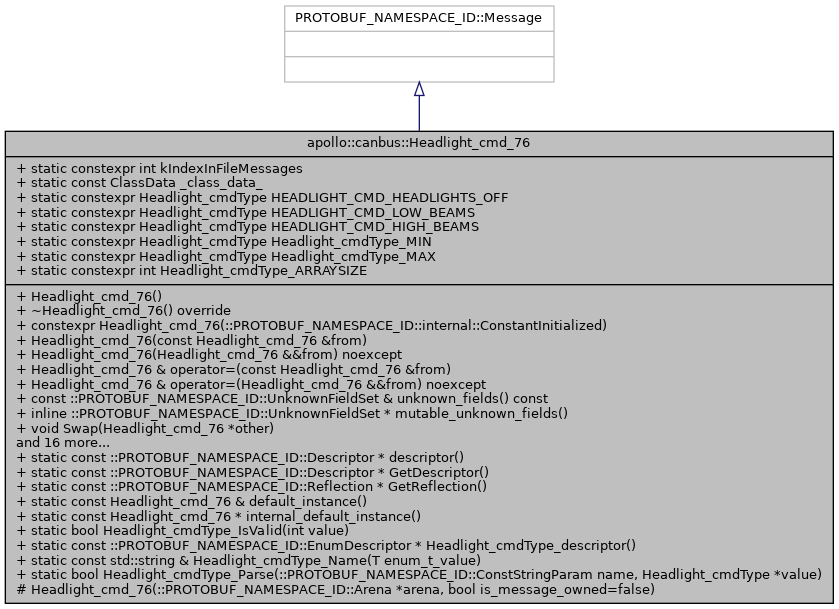 PROTOBUF_NAMESPACE_ID::Message
apollo::canbus::Headlight_cmd_76
+ static constexpr int kIndexInFileMessages
+ static const ClassData _class_data_
+ static constexpr Headlight_cmdType HEADLIGHT_CMD_HEADLIGHTS_OFF
+ static constexpr Headlight_cmdType HEADLIGHT_CMD_LOW_BEAMS
+ static constexpr Headlight_cmdType HEADLIGHT_CMD_HIGH_BEAMS
+ static constexpr Headlight_cmdType Headlight_cmdType_MIN
+ static constexpr Headlight_cmdType Headlight_cmdType_MAX
+ static constexpr int Headlight_cmdType_ARRAYSIZE
+ Headlight_cmd_76()
+ ~Headlight_cmd_76() override
+ constexpr Headlight_cmd_76(::PROTOBUF_NAMESPACE_ID::internal::ConstantInitialized)
+ Headlight_cmd_76(const Headlight_cmd_76 &from)
+ Headlight_cmd_76(Headlight_cmd_76 &&from) noexcept
+ Headlight_cmd_76 & operator=(const Headlight_cmd_76 &from)
+ Headlight_cmd_76 & operator=(Headlight_cmd_76 &&from) noexcept
+ const ::PROTOBUF_NAMESPACE_ID::UnknownFieldSet & unknown_fields() const
+ inline ::PROTOBUF_NAMESPACE_ID::UnknownFieldSet * mutable_unknown_fields()
+ void Swap(Headlight_cmd_76 *other)
and 16 more...
+ static const ::PROTOBUF_NAMESPACE_ID::Descriptor * descriptor()
+ static const ::PROTOBUF_NAMESPACE_ID::Descriptor * GetDescriptor()
+ static const ::PROTOBUF_NAMESPACE_ID::Reflection * GetReflection()
+ static const Headlight_cmd_76 & default_instance()
+ static const Headlight_cmd_76 * internal_default_instance()
+ static bool Headlight_cmdType_IsValid(int value)
+ static const ::PROTOBUF_NAMESPACE_ID::EnumDescriptor * Headlight_cmdType_descriptor()
+ static const std::string & Headlight_cmdType_Name(T enum_t_value)
+ static bool Headlight_cmdType_Parse(::PROTOBUF_NAMESPACE_ID::ConstStringParam name, Headlight_cmdType *value)
# Headlight_cmd_76(::PROTOBUF_NAMESPACE_ID::Arena *arena, bool is_message_owned=false)